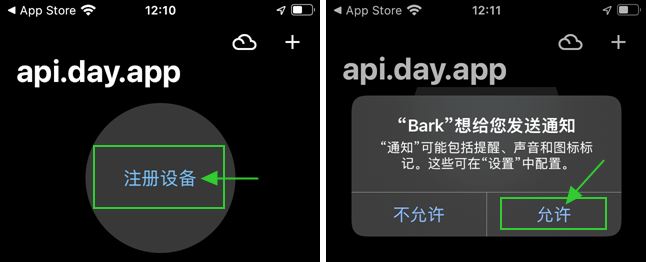 App Store
12:10
api.day.app
注册设备
App Store
12:11
api.day.app
“Bark”想给您发送通知
“通知”可能包括提醒、声音和图标标
记。这些可在“设置”中配置。
不允许
允许